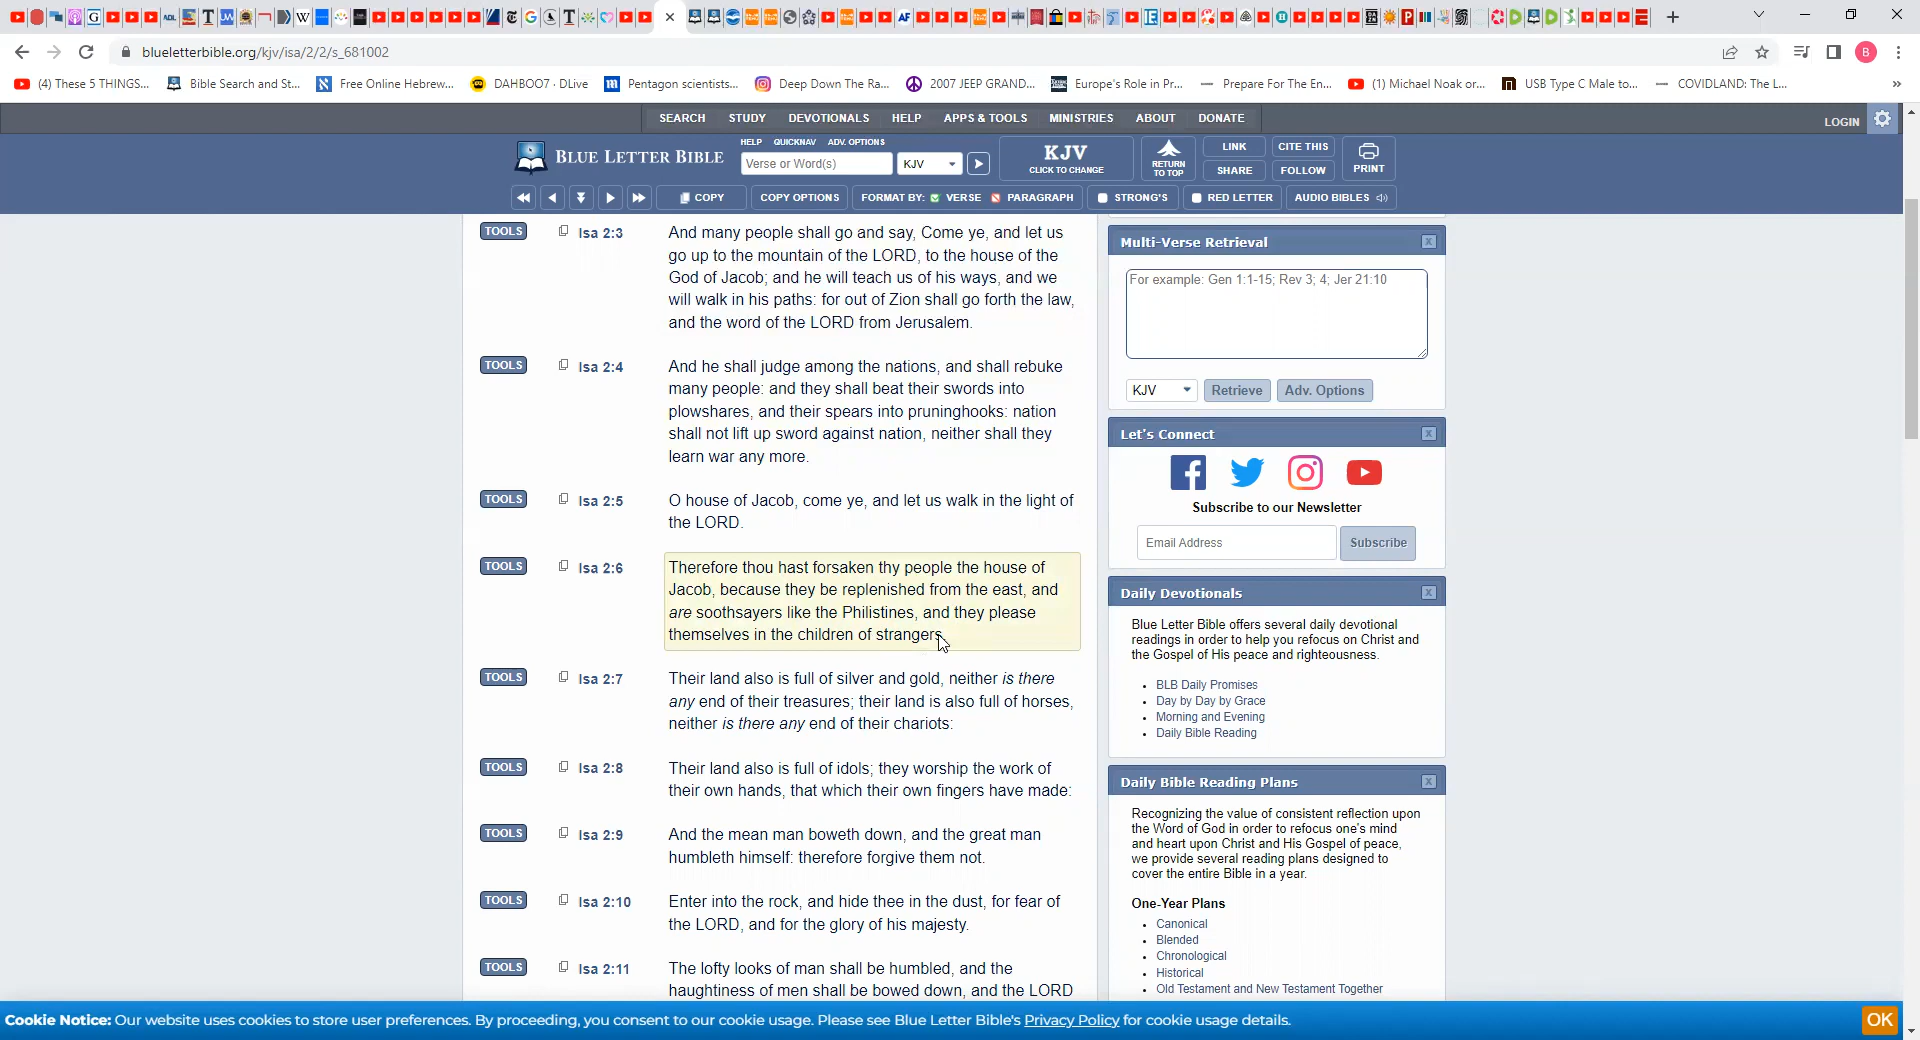 blueletterbible.org/kjv/isa/2/2/s_681002
(4) These 5 THINGS...
Bible Search and St...
Free Online Hebrew...
DAHBOO7 · DLive
Pentagon scientists...
Deep Down The Ra...
2007 JEEP GRAND...
Europe's Role in Pr...
Prepare For The En...
(1) Michael Noak or...
USB Type C Male to...
COVIDLAND: The L...
»
SEARCH STUDY DEVOTIONALS HELP APPS & TOOLS MINISTRIES ABOUT DONATE
LOGIN
BLUE LETTER BIBLE
HELP QUICKNAV ADV. OPTIONS
Verse or Word(s)
KJV
KJV
CLICK TO CHANGE
RETURN
TO TOP
LINK
CITE THIS
SHARE
FOLLOW
PRINT
COPY
COPY OPTIONS
FORMAT BY: VERSE PARAGRAPH
STRONG'S
RED LETTER
AUDIO BIBLES
TOOLS Isa 2:3 And many people shall go and say, Come ye, and let us
go up to the mountain of the LORD, to the house of the
God of Jacob; and he will teach us of his ways, and we
will walk in his paths: for out of Zion shall go forth the law,
and the word of the LORD from Jerusalem.
TOOLS Isa 2:4 And he shall judge among the nations, and shall rebuke
many people: and they shall beat their swords into
plowshares, and their spears into pruninghooks: nation
shall not lift up sword against nation, neither shall they
learn war any more.
TOOLS Isa 2:5 O house of Jacob, come ye, and let us walk in the light of
the LORD.
TOOLS Isa 2:6 Therefore thou hast forsaken thy people the house of
Jacob, because they be replenished from the east, and
are soothsayers like the Philistines, and they please
themselves in the children of strangers.
TOOLS Isa 2:7 Their land also is full of silver and gold, neither is there
any end of their treasures; their land is also full of horses,
neither is there any end of their chariots:
TOOLS Isa 2:8 Their land also is full of idols; they worship the work of
their own hands, that which their own fingers have made:
TOOLS Isa 2:9 And the mean man boweth down, and the great man
humbleth himself: therefore forgive them not.
TOOLS Isa 2:10 Enter into the rock, and hide thee in the dust, for fear of
the LORD, and for the glory of his majesty.
TOOLS Isa 2:11 The lofty looks of man shall be humbled, and the
haughtiness of men shall be bowed down, and the LORD
Multi-Verse Retrieval
For example: Gen 1:1-15; Rev 3; 4; Jer 21:10
KJV Retrieve Adv. Options
Let's Connect
Subscribe to our Newsletter
Email Address Subscribe
Daily Devotionals
Blue Letter Bible offers several daily devotional
readings in order to help you refocus on Christ and
the Gospel of His peace and righteousness.
BLB Daily Promises
Day by Day by Grace
Morning and Evening
Daily Bible Reading
Daily Bible Reading Plans
Recognizing the value of consistent reflection upon
the Word of God in order to refocus one's mind
and heart upon Christ and His Gospel of peace,
we provide several reading plans designed to
cover the entire Bible in a year.
One-Year Plans
Canonical
Blended
Chronological
Historical
Old Testament and New Testament Together
Cookie Notice: Our website uses cookies to store user preferences. By proceeding, you consent to our cookie usage. Please see Blue Letter Bible's Privacy Policy for cookie usage details.
OK